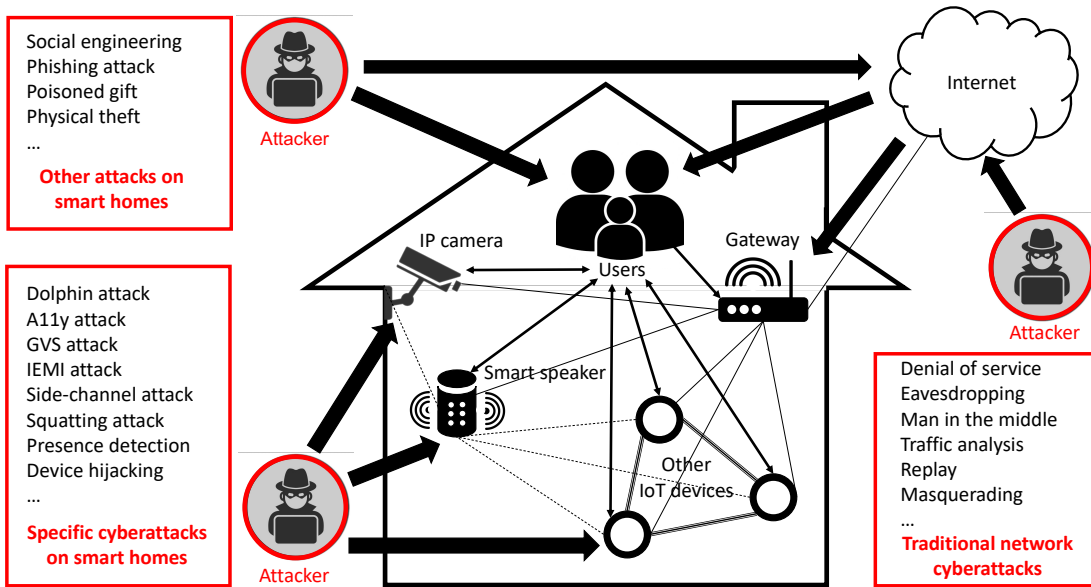 Social engineering
Phishing attack
Poisoned gift
Physical theft
...
Other attacks on
smart homes
Attacker
Internet
IP camera
Users
Gateway
Attacker
Smart speaker
Other
IoT devices
Dolphin attack
A11y attack
GVS attack
IEMI attack
Side-channel attack
Squatting attack
Presence detection
Device hijacking
...
Specific cyberattacks
on smart homes
Attacker
Denial of service
Eavesdropping
Man in the middle
Traffic analysis
Replay
Masquerading
...
Traditional network
cyberattacks